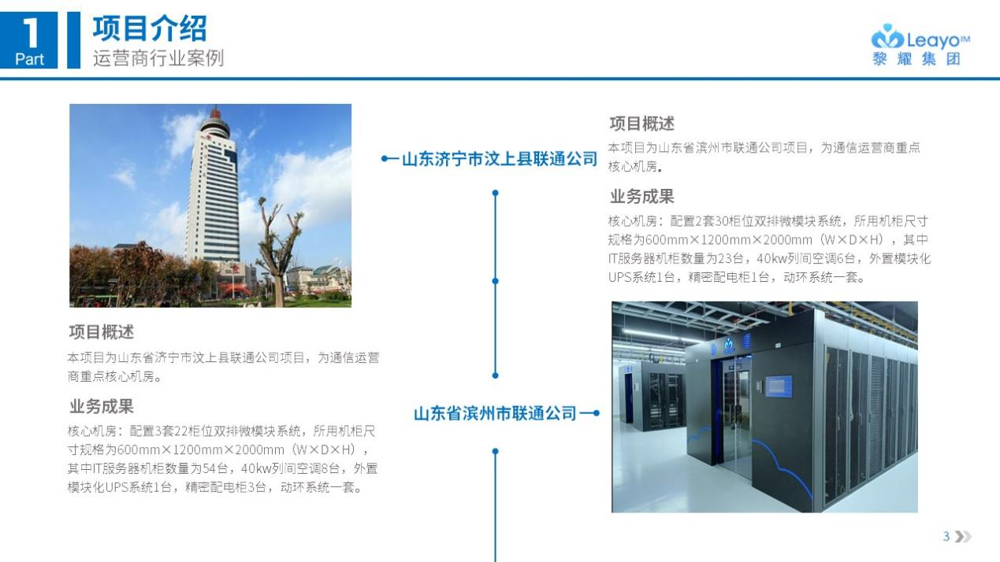 1
Part
项目介绍
运营商行业案例
Leayo™
黎耀集团
山东济宁市汶上县联通公司
项目概述
本项目为山东省济宁市汶上县联通公司项目，为通信运营
商重点核心机房。
业务成果
核心机房：配置3套22柜位双排微模块系统，所用机柜尺
寸规格为600mm×1200mm×2000mm（W×D×H），
其中IT服务器机柜数量为54台，40kw列间空调8台，外置
模块化UPS系统1台，精密配电柜3台，动环系统一套。
山东省滨州市联通公司
项目概述
本项目为山东省滨州市联通公司项目，为通信运营商重点
核心机房。
业务成果
核心机房：配置2套30柜位双排微模块系统，所用机柜尺寸
规格为600mm×1200mm×2000mm（W×D×H），其中
IT服务器机柜数量为23台，40kw列间空调6台，外置模块化
UPS系统1台，精密配电柜1台，动环系统一套。
3